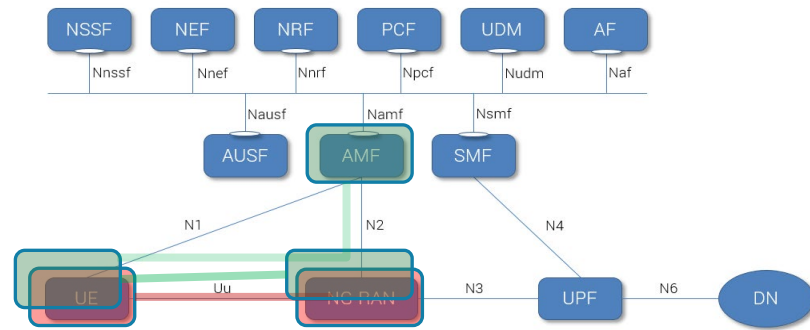 NSSF NEF NRF PCF UDM AF
Nnssf Nnef Nnrf Npcf Nudm Naf
Nausf Namf Nsmf
AUSF AMF SMF
N1 N2 N4
UE Uu NG-RAN N3 UPF N6 DN